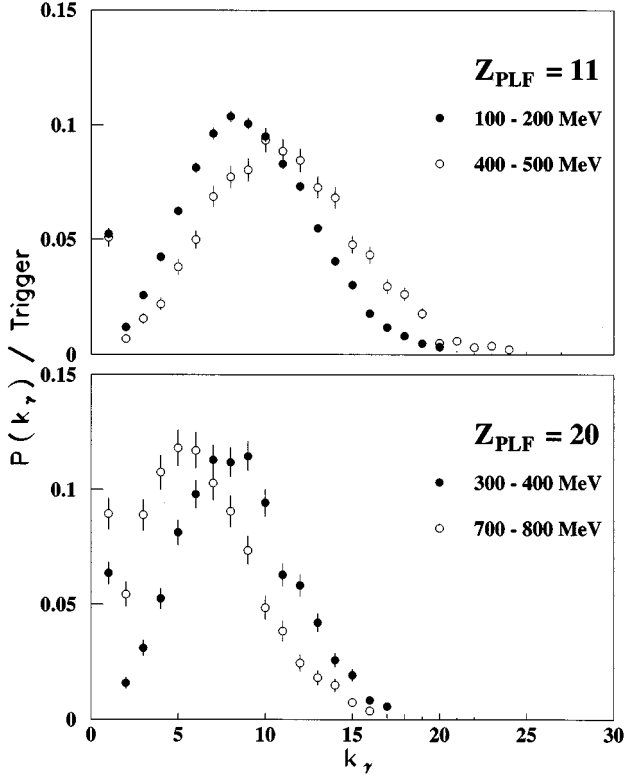 0.15
Z_PLF = 11
100 - 200 MeV
400 - 500 MeV
0.1
0.05
0
P(k_γ) / Trigger
0.15
Z_PLF = 20
300 - 400 MeV
700 - 800 MeV
0.1
0.05
0
0 5 10 15 20 25 30
k_γ